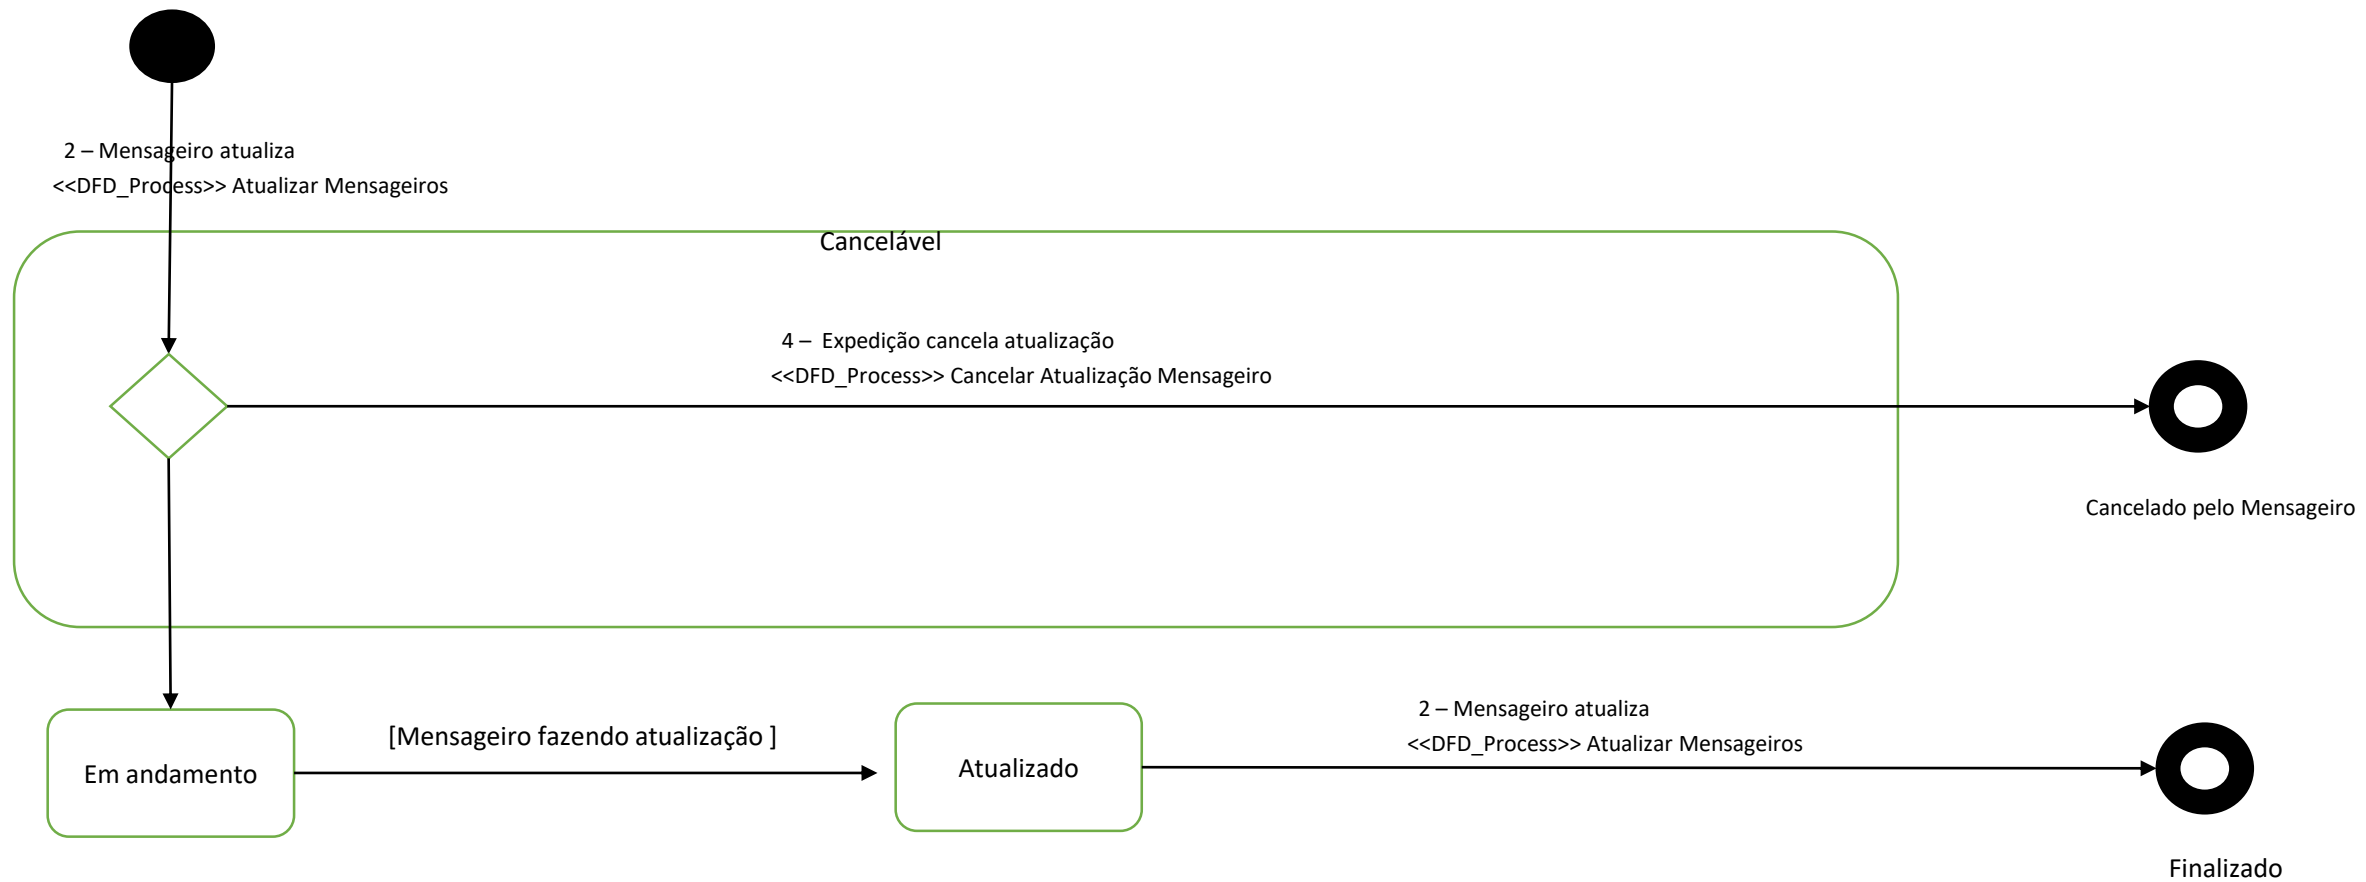 2 – Mensageiro atualiza
<<DFD_Process>> Atualizar Mensageiros
Cancelável
4 –  Expedição cancela atualização
<<DFD_Process>> Cancelar Atualização Mensageiro
Cancelado pelo Mensageiro
Em andamento
[Mensageiro fazendo atualização ]
Atualizado
2 – Mensageiro atualiza
<<DFD_Process>> Atualizar Mensageiros
Finalizado